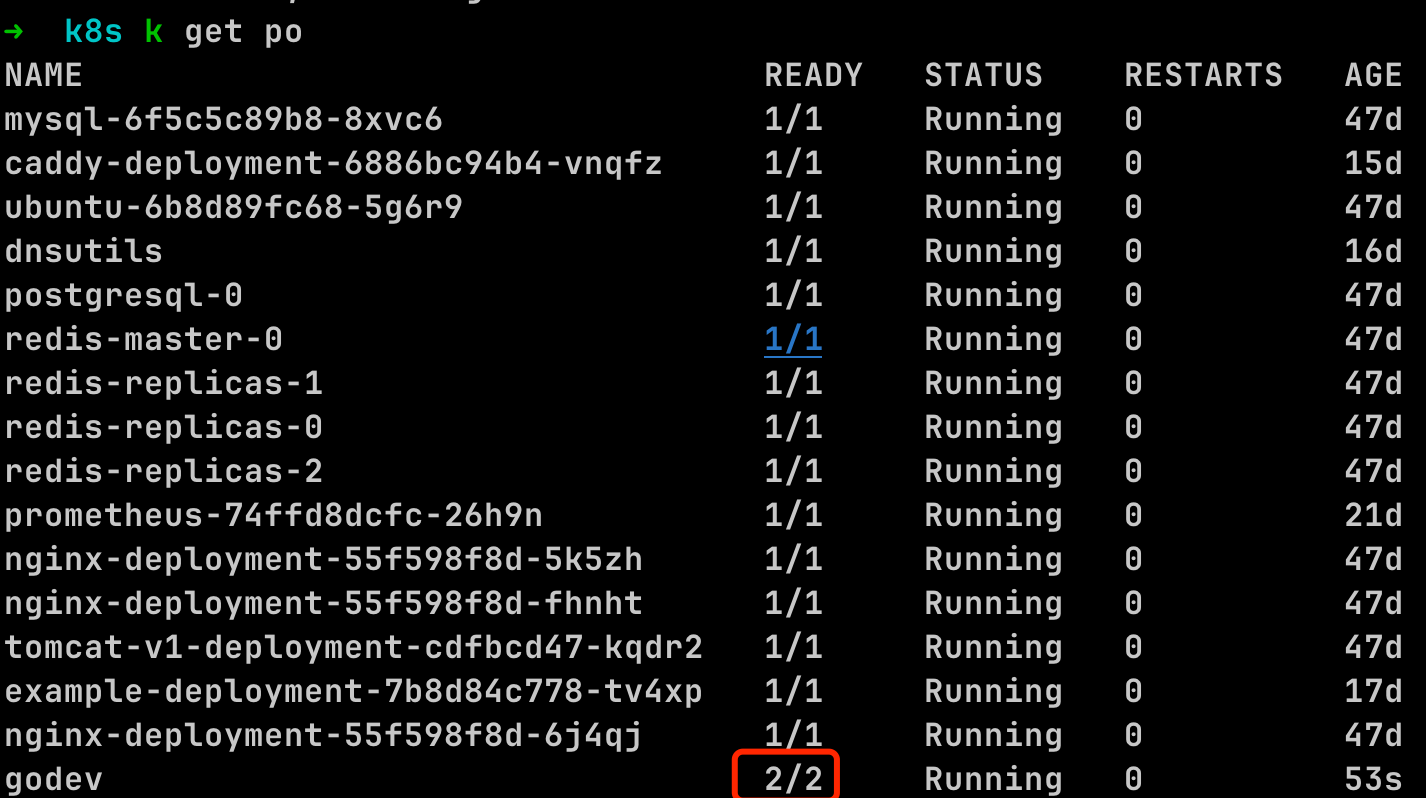 ➜  k8s k get po
NAME                                  READY   STATUS    RESTARTS   AGE
mysql-6f5c5c89b8-8xvc6                1/1     Running   0          47d
caddy-deployment-6886bc94b4-vnqfz     1/1     Running   0          15d
ubuntu-6b8d89fc68-5g6r9               1/1     Running   0          47d
dnsutils                              1/1     Running   0          16d
postgresql-0                          1/1     Running   0          47d
redis-master-0                        1/1     Running   0          47d
redis-replicas-1                      1/1     Running   0          47d
redis-replicas-0                      1/1     Running   0          47d
redis-replicas-2                      1/1     Running   0          47d
prometheus-74ffd8dcfc-26h9n           1/1     Running   0          21d
nginx-deployment-55f598f8d-5k5zh      1/1     Running   0          47d
nginx-deployment-55f598f8d-fhnht      1/1     Running   0          47d
tomcat-v1-deployment-cdfbcd47-kqdr2   1/1     Running   0          47d
example-deployment-7b8d84c778-tv4xp   1/1     Running   0          17d
nginx-deployment-55f598f8d-6j4qj      1/1     Running   0          47d
godev                                 2/2     Running   0          53s